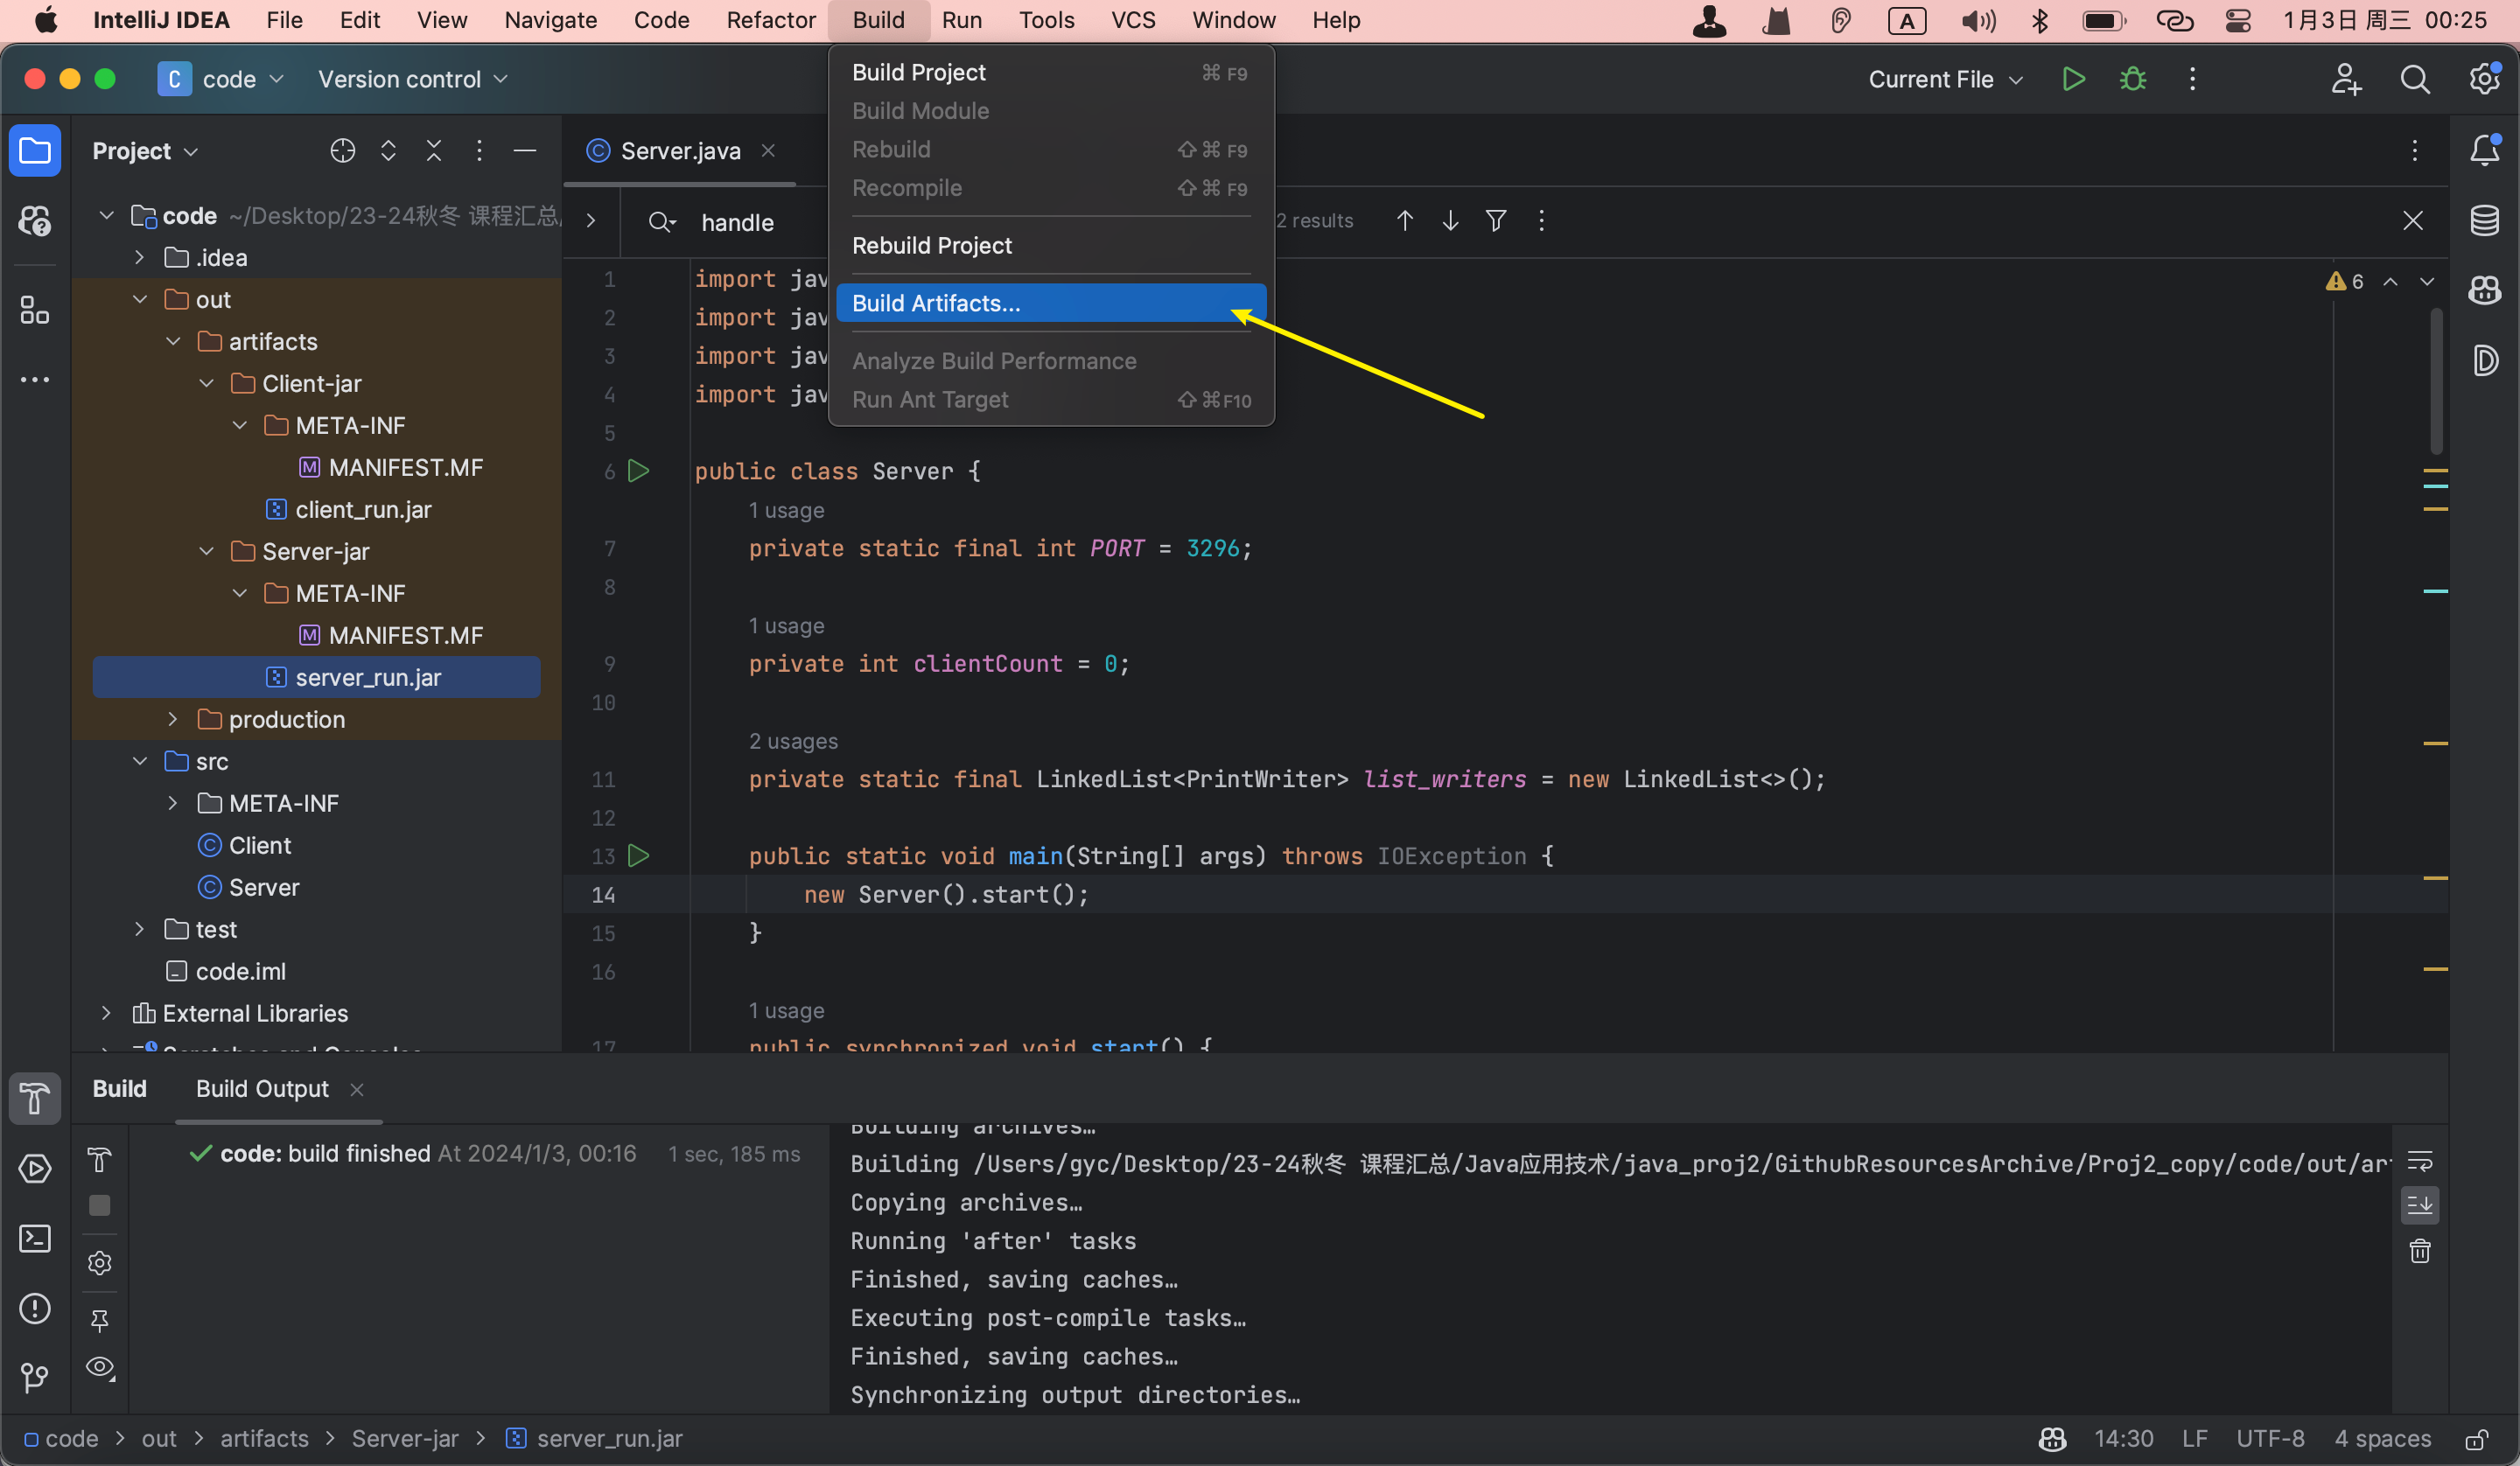 IntelliJ IDEA File Edit View Navigate Code Refactor Build Run Tools VCS Window Help A 1月3日 周三 00:25
C code Version control Current File
Build Project ⌘ F9
Build Module
Rebuild ⇧ ⌘ F9
Recompile ⇧ ⌘ F9
Rebuild Project
Build Artifacts...
Analyze Build Performance
Run Ant Target ⇧ ⌘F10
Project
code ~/Desktop/23-24秋冬 课程汇总/
.idea
out
artifacts
Client-jar
META-INF
MANIFEST.MF
client_run.jar
Server-jar
META-INF
MANIFEST.MF
server_run.jar
production
src
META-INF
Client
Server
test
code.iml
External Libraries
Server.java
handle 2 results
6
1 import jav
2 import jav
3 import jav
4 import jav
5
6 public class Server {
1 usage
7 private static final int PORT = 3296;
8
1 usage
9 private int clientCount = 0;
10
2 usages
11 private static final LinkedList<PrintWriter> list_writers = new LinkedList<>();
12
13 public static void main(String[] args) throws IOException {
14 new Server().start();
15 }
16
1 usage
17 public synchronized void start() {
Build Build Output
code: build finished At 2024/1/3, 00:16 1 sec, 185 ms
Building archives…
Building /Users/gyc/Desktop/23-24秋冬 课程汇总/Java应用技术/java_proj2/GithubResourcesArchive/Proj2_copy/code/out/ar
Copying archives…
Running 'after' tasks
Finished, saving caches…
Executing post-compile tasks…
Finished, saving caches…
Synchronizing output directories…
code > out > artifacts > Server-jar > server_run.jar 14:30 LF UTF-8 4 spaces